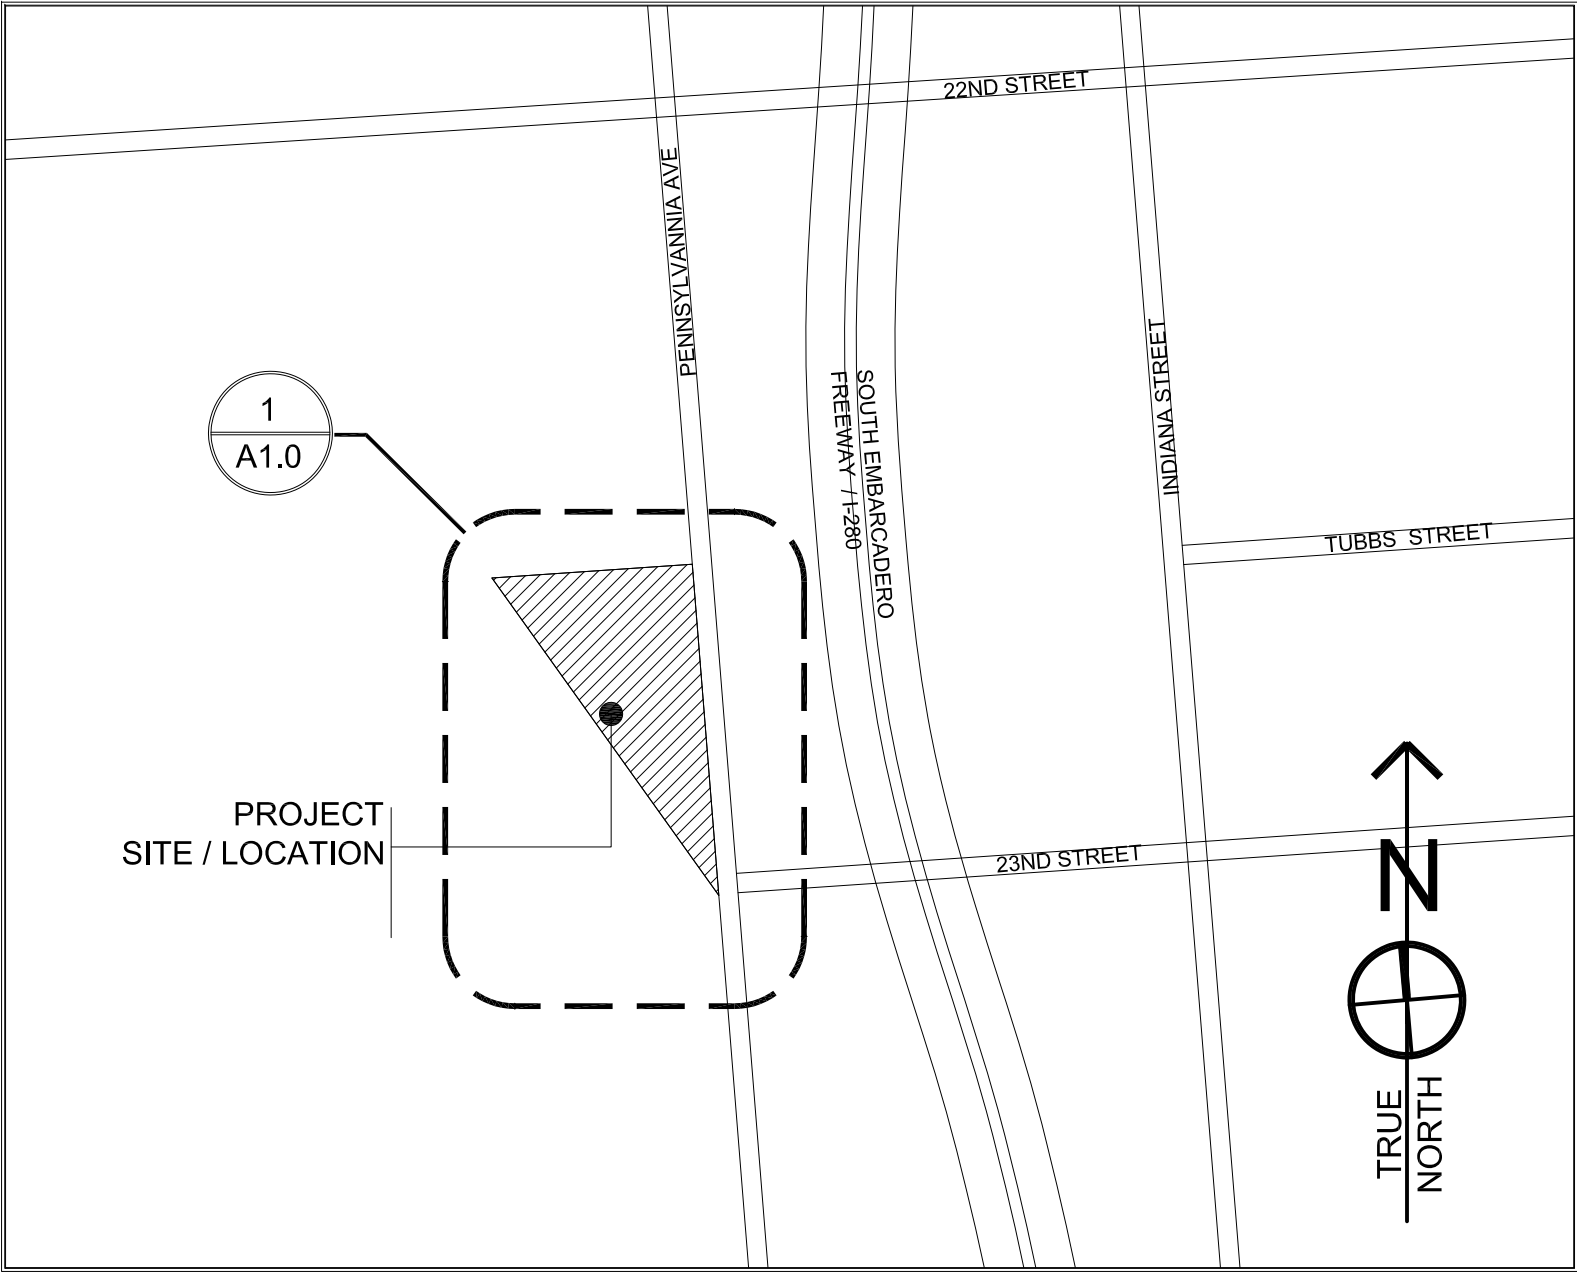 22ND STREET
PENNSYLVANNIA AVE
INDIANA STREET
SOUTH EMBARCADERO
FREEWAY / I-280
1
A1.0
TUBBS STREET
PROJECT
SITE / LOCATION
23ND STREET
N
TRUE
NORTH